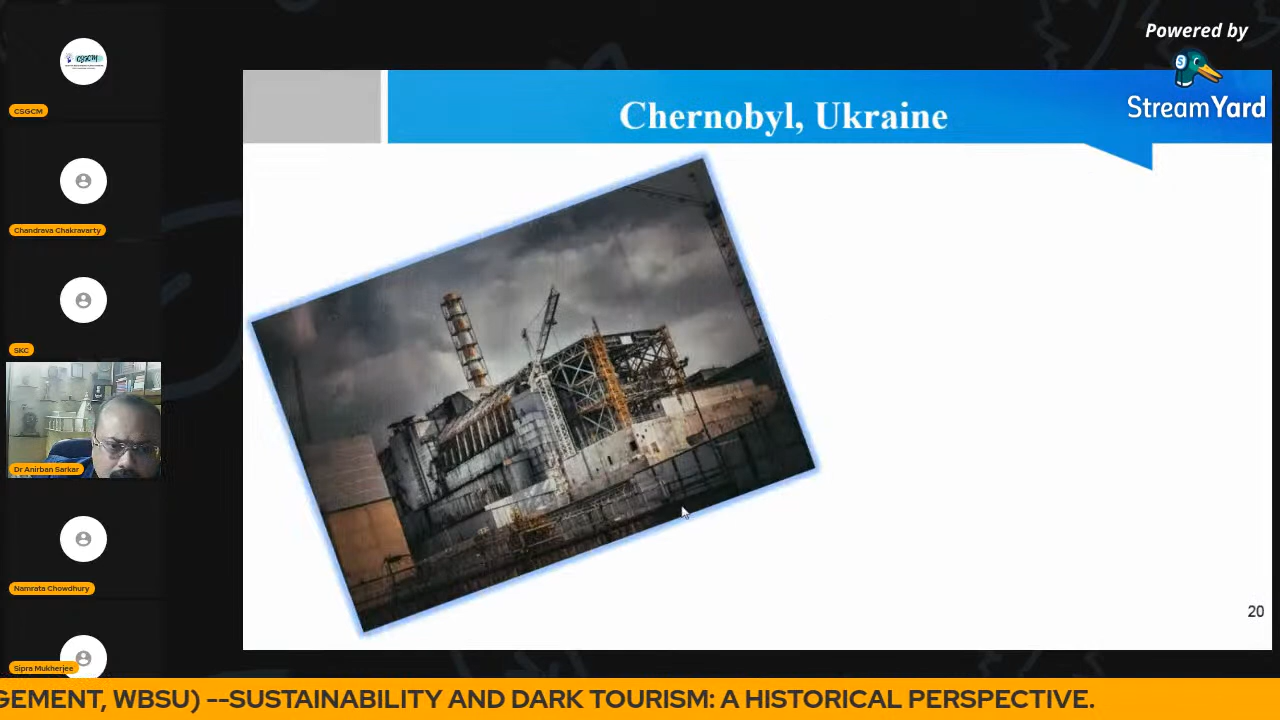 Powered by
StreamYard
Chernobyl, Ukraine
CSGCM
Chandrava Chakravarty
SKC
Dr Anirban Sarkar
Namrata Chowdhury
Sipra Mukherjee
20
GEMENT, WBSU) --SUSTAINABILITY AND DARK TOURISM: A HISTORICAL PERSPECTIVE.